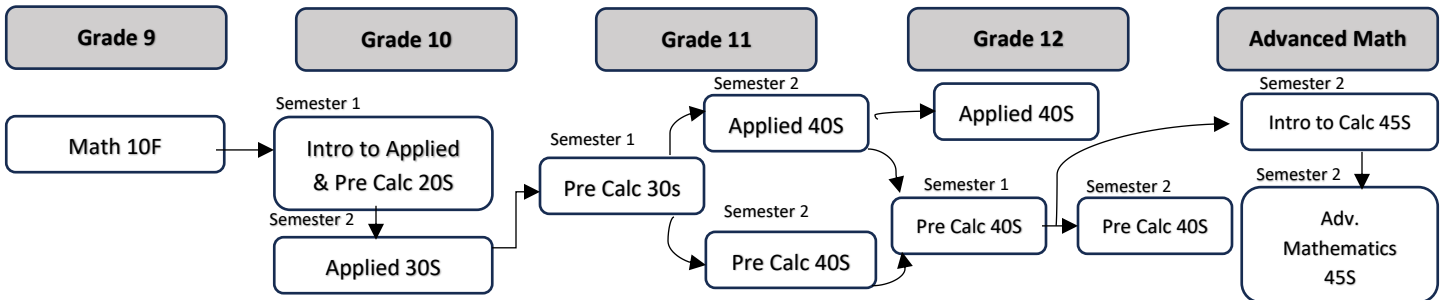 Grade 9
Grade 10
Grade 11
Grade 12
Advanced Math
Math 10F
Semester 1
Intro to Applied
& Pre Calc 20S
Semester 2
Applied 30S
Semester 1
Pre Calc 30s
Semester 2
Applied 40S
Semester 2
Pre Calc 40S
Applied 40S
Semester 1
Pre Calc 40S
Semester 2
Pre Calc 40S
Semester 2
Intro to Calc 45S
Semester 2
Adv.
Mathematics
45S